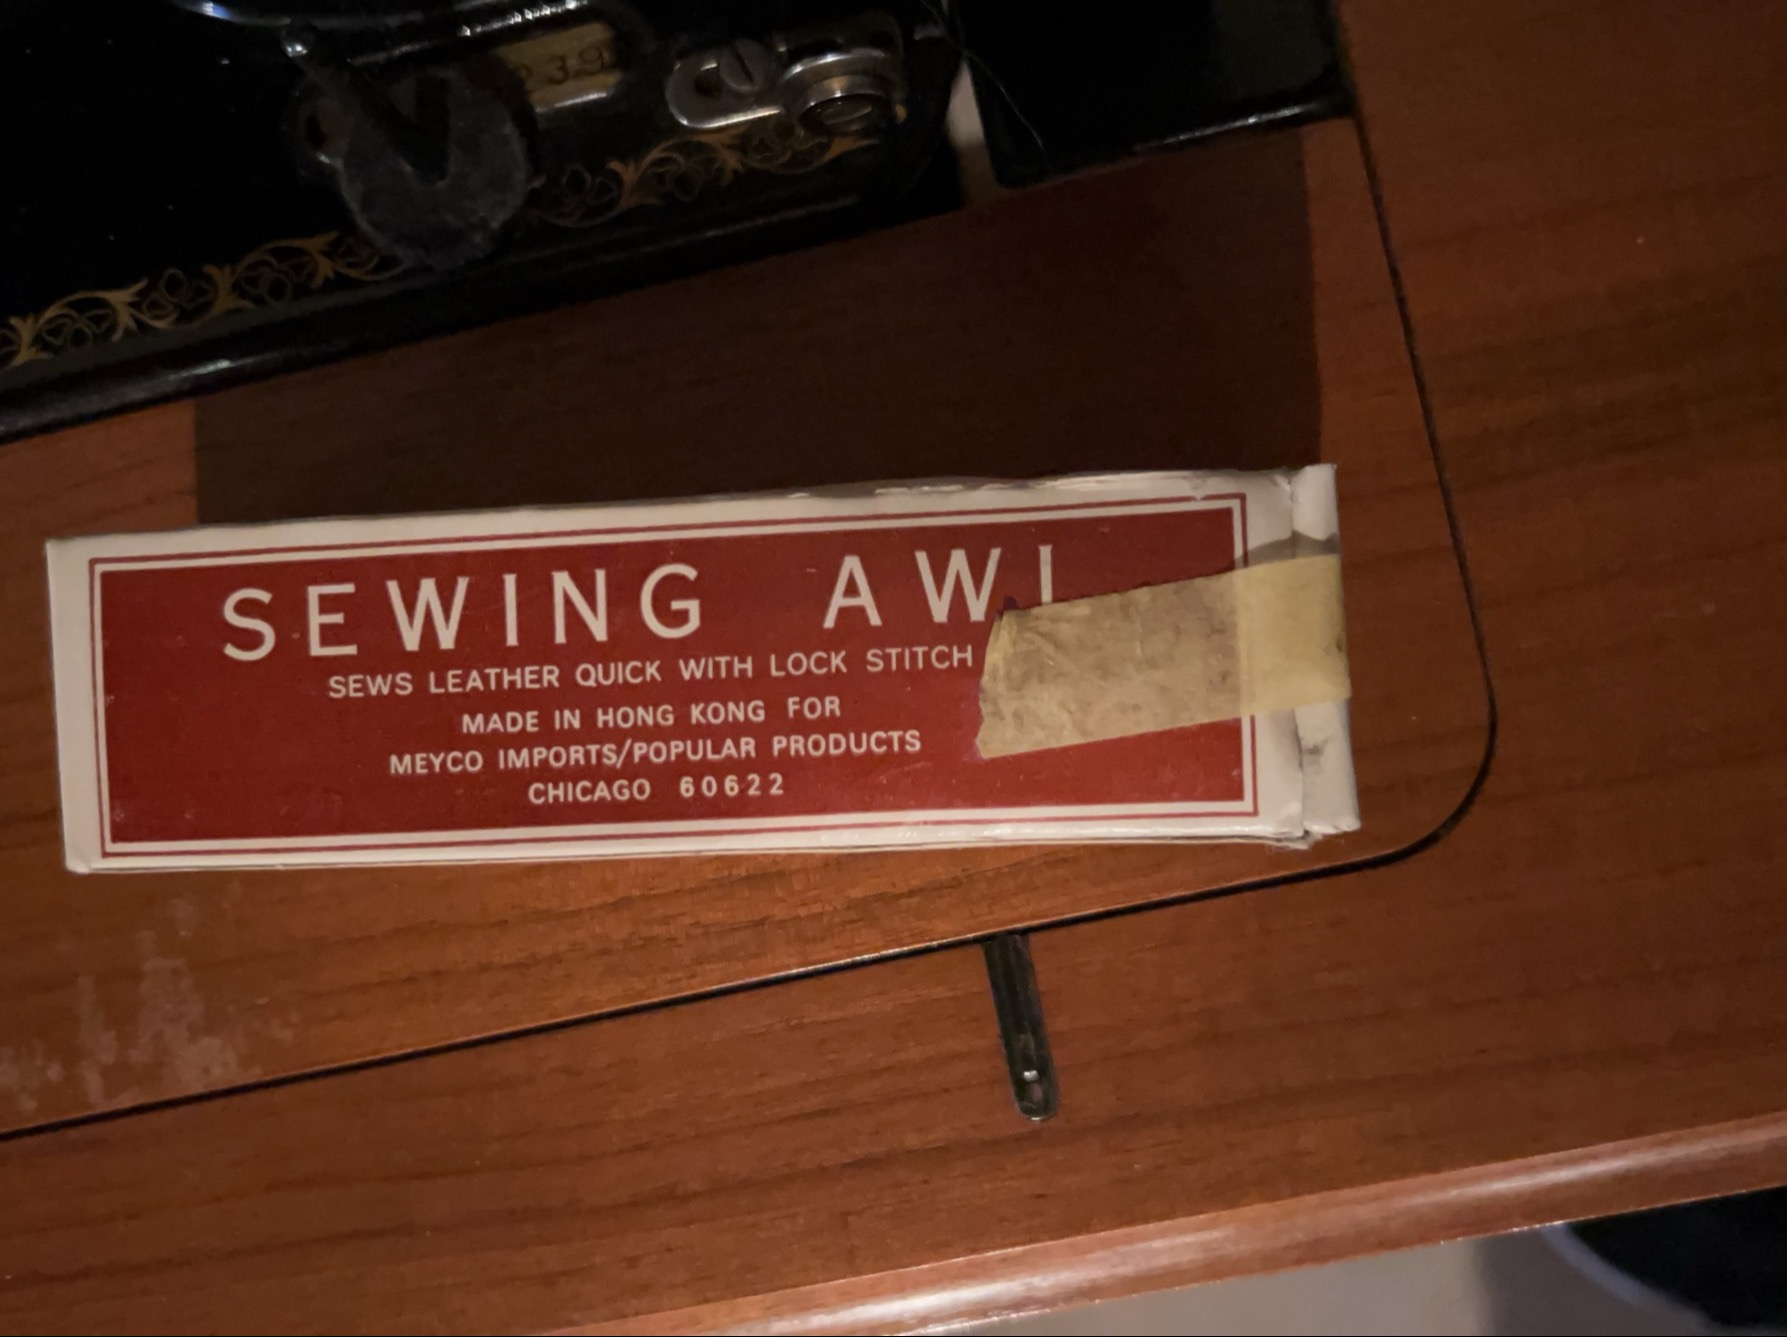 SEWING AWL
SEWS LEATHER QUICK WITH LOCK STITCH
MADE IN HONG KONG FOR
MEYCO IMPORTS/POPULAR PRODUCTS
CHICAGO 60622